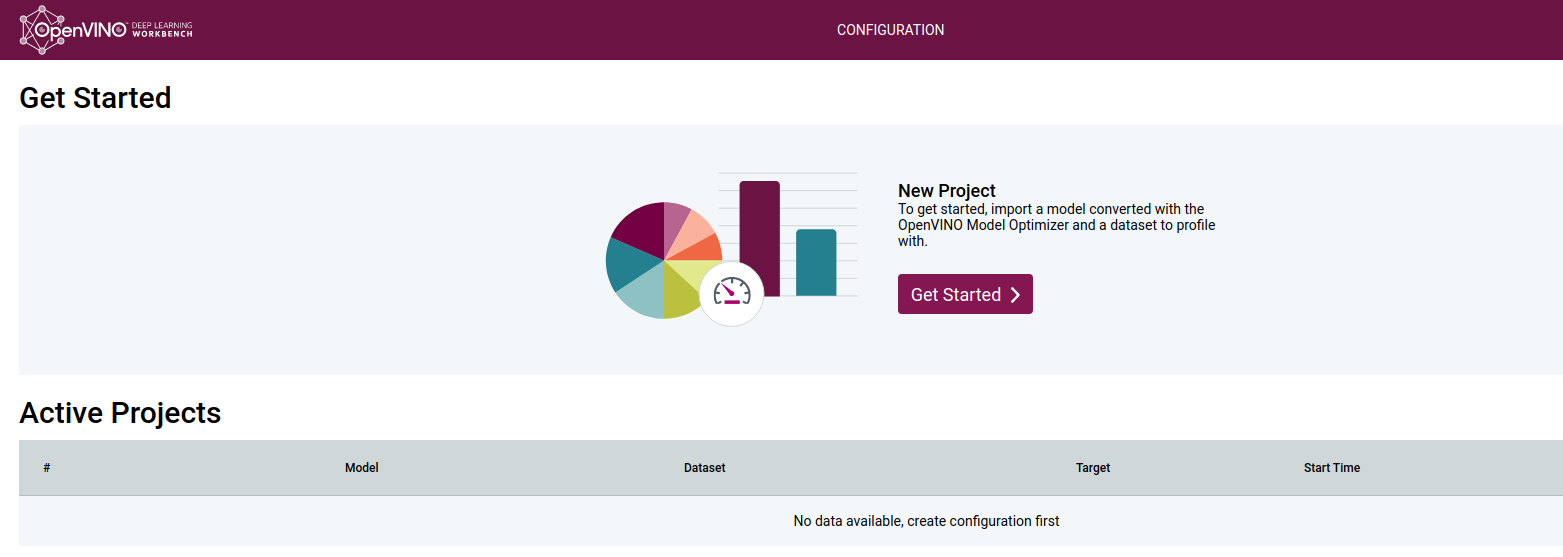 OpenVINO™ DEEP LEARNING
WORKBENCH
CONFIGURATION
Get Started
New Project
To get started, import a model converted with the
OpenVINO Model Optimizer and a dataset to profile
with.
Get Started
Active Projects
# Model Dataset Target Start Time
No data available, create configuration first